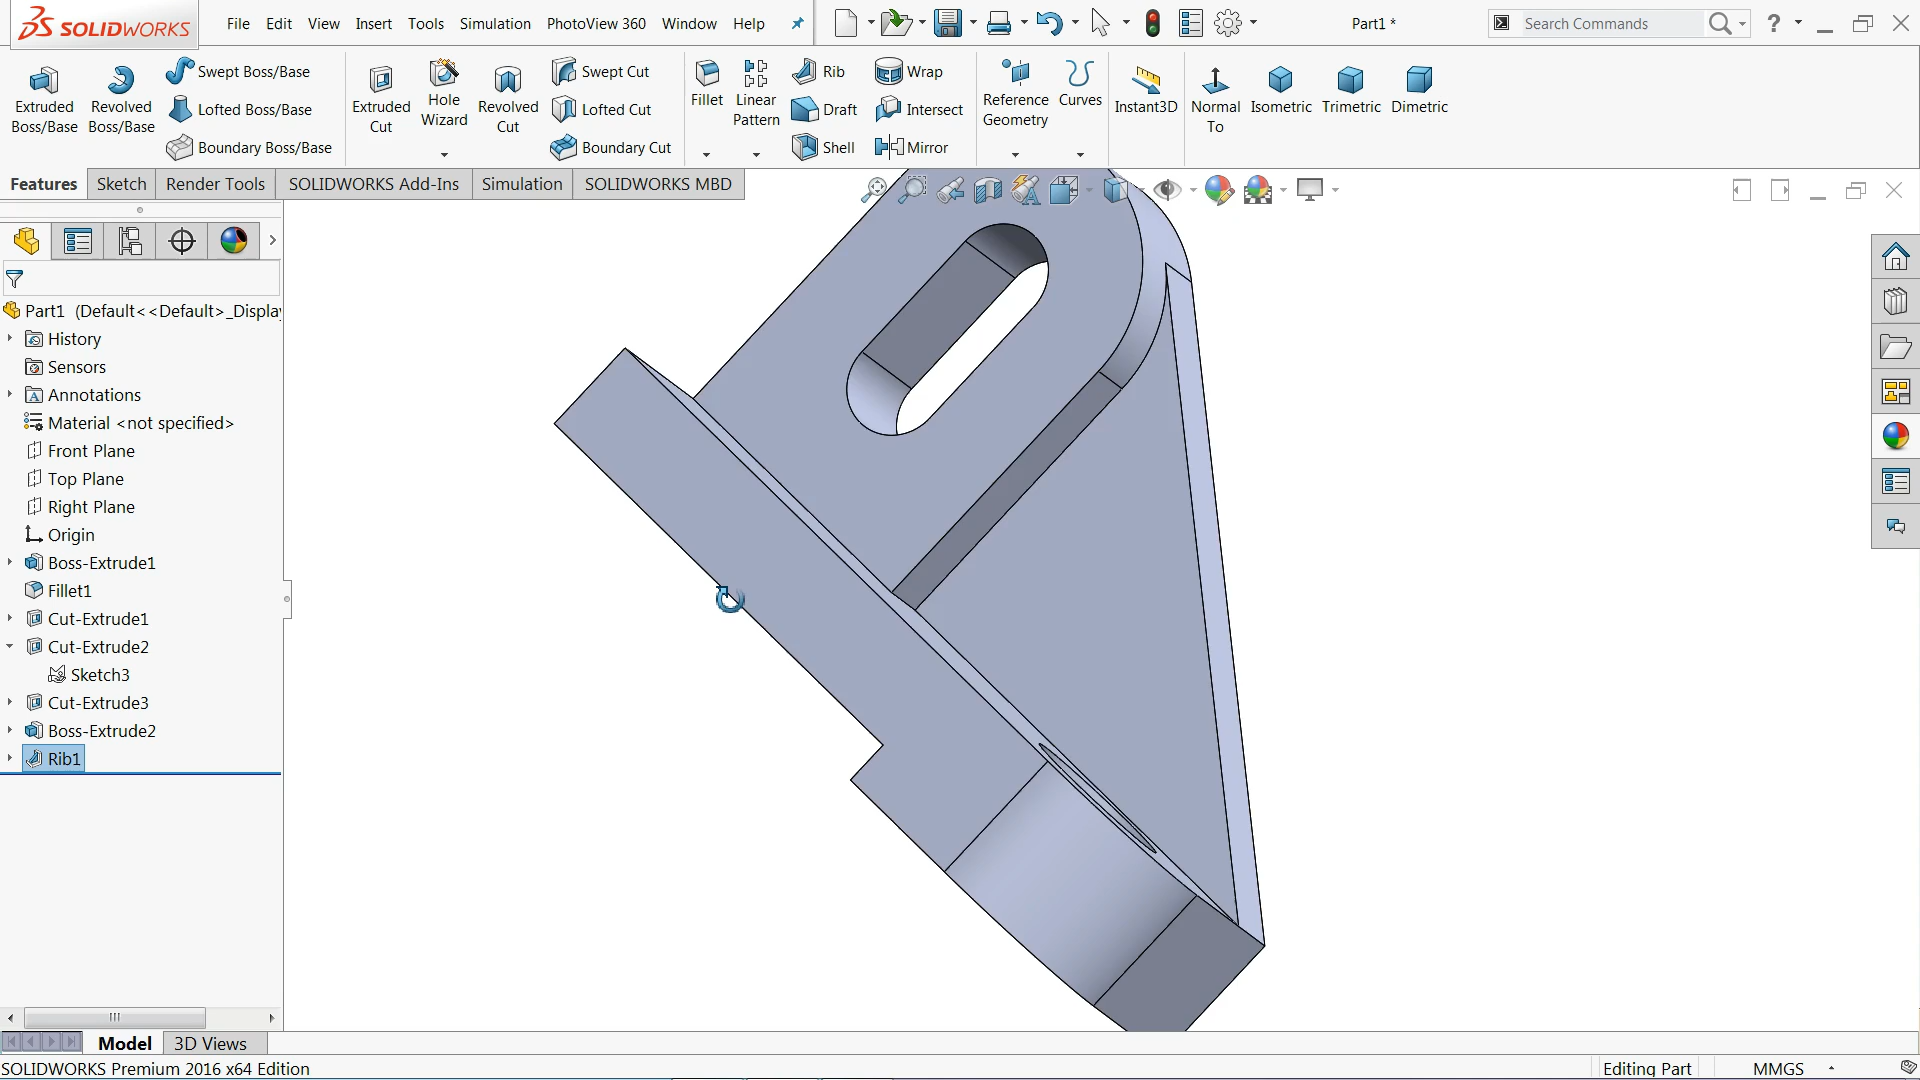 SOLIDWORKS File Edit View Insert Tools Simulation PhotoView 360 Window Help Part1 * Search Commands ?
Extruded Boss/Base
Revolved Boss/Base
Swept Boss/Base
Lofted Boss/Base
Boundary Boss/Base
Extruded Cut
Hole Wizard
Revolved Cut
Swept Cut
Lofted Cut
Boundary Cut
Fillet
Linear Pattern
Rib
Draft
Shell
Wrap
Intersect
Mirror
Reference Geometry
Curves
Instant3D
Normal To
Isometric
Trimetric
Dimetric
Features Sketch Render Tools SOLIDWORKS Add-Ins Simulation SOLIDWORKS MBD
Part1 (Default<<Default>_Displa
History
Sensors
A Annotations
Material <not specified>
Front Plane
Top Plane
Right Plane
Origin
Boss-Extrude1
Fillet1
Cut-Extrude1
Cut-Extrude2
Sketch3
Cut-Extrude3
Boss-Extrude2
Rib1
Model 3D Views
SOLIDWORKS Premium 2016 x64 Edition Editing Part MMGS